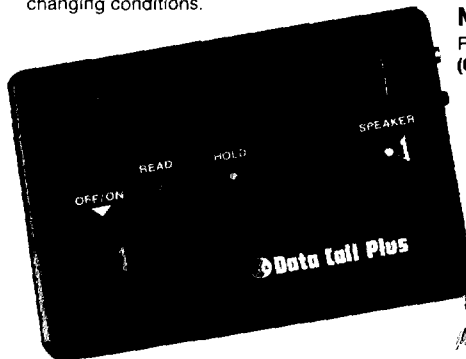 changing conditions.
OFF/ON
READ
HOLD
SPEAKER
Data Call Plus